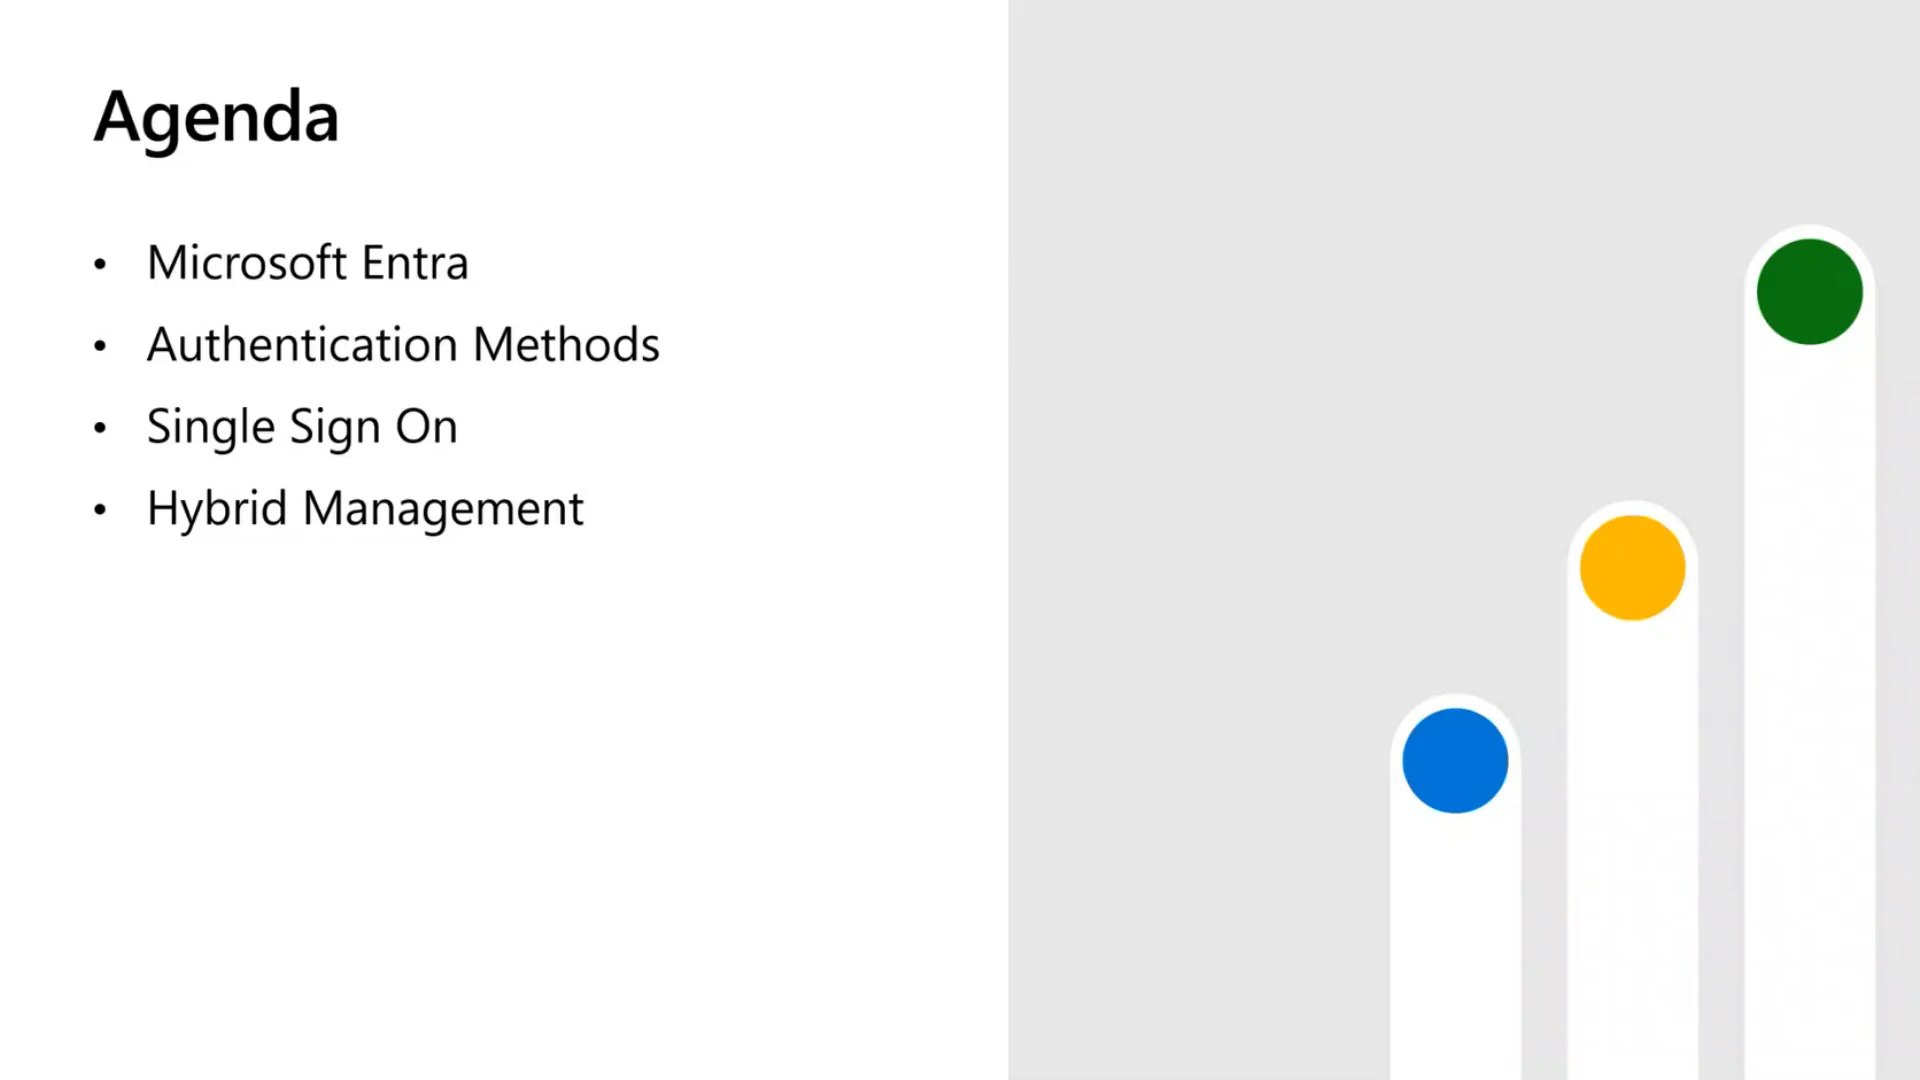 Agenda
• Microsoft Entra
• Authentication Methods
• Single Sign On
• Hybrid Management